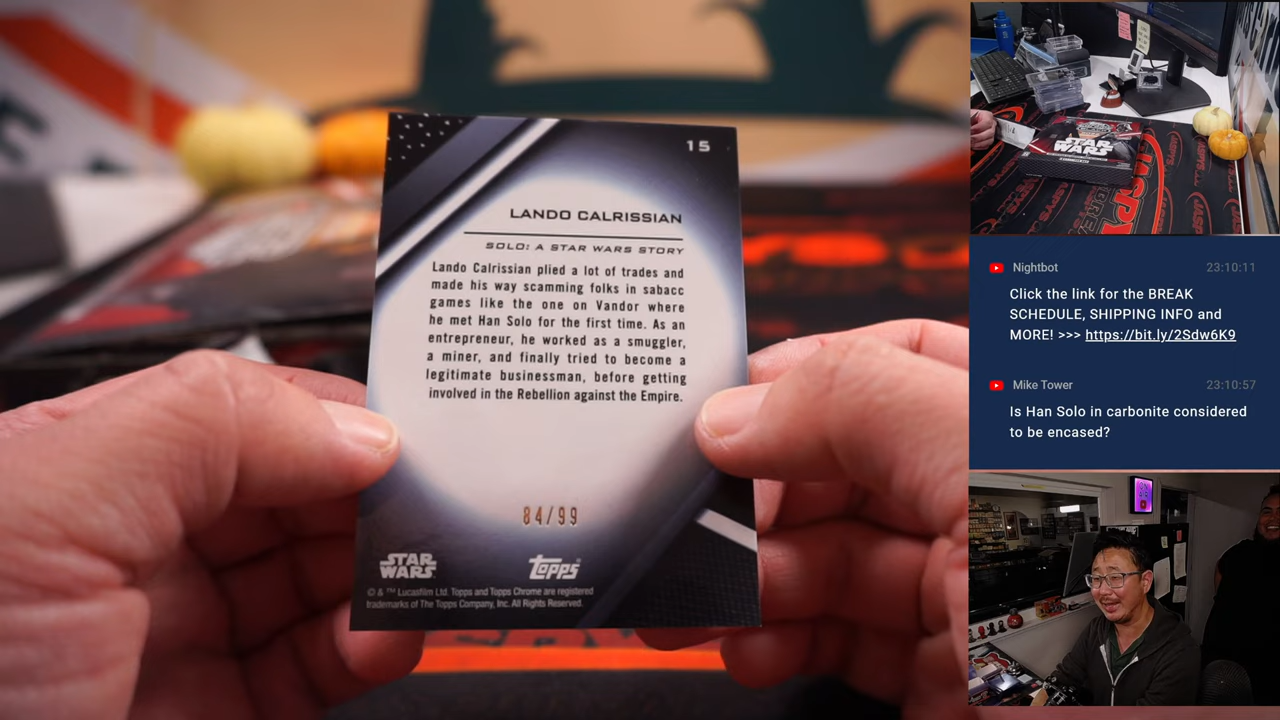 15
LANDO CALRISSIAN
SOLO: A STAR WARS STORY
Lando Calrissian plied a lot of trades and
made his way scamming folks in sabacc
games like the one on Vandor where
he met Han Solo for the first time. As an
entrepreneur, he worked as a smuggler,
a miner, and finally tried to become a
legitimate businessman, before getting
involved in the Rebellion against the Empire.
84/99
STAR
WARS
Topps
© & ™ Lucasfilm Ltd. Topps and Topps Chrome are registered
trademarks of The Topps Company, Inc. All Rights Reserved.
STAR
WARS
Nightbot 23:10:11
Click the link for the BREAK
SCHEDULE, SHIPPING INFO and
MORE! >>> https://bit.ly/2Sdw6K9
Mike Tower 23:10:57
Is Han Solo in carbonite considered
to be encased?